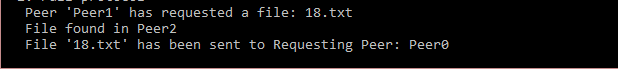 Peer 'Peer1' has requested a file: 18.txt
File found in Peer2
File '18.txt' has been sent to Requesting Peer: Peer0